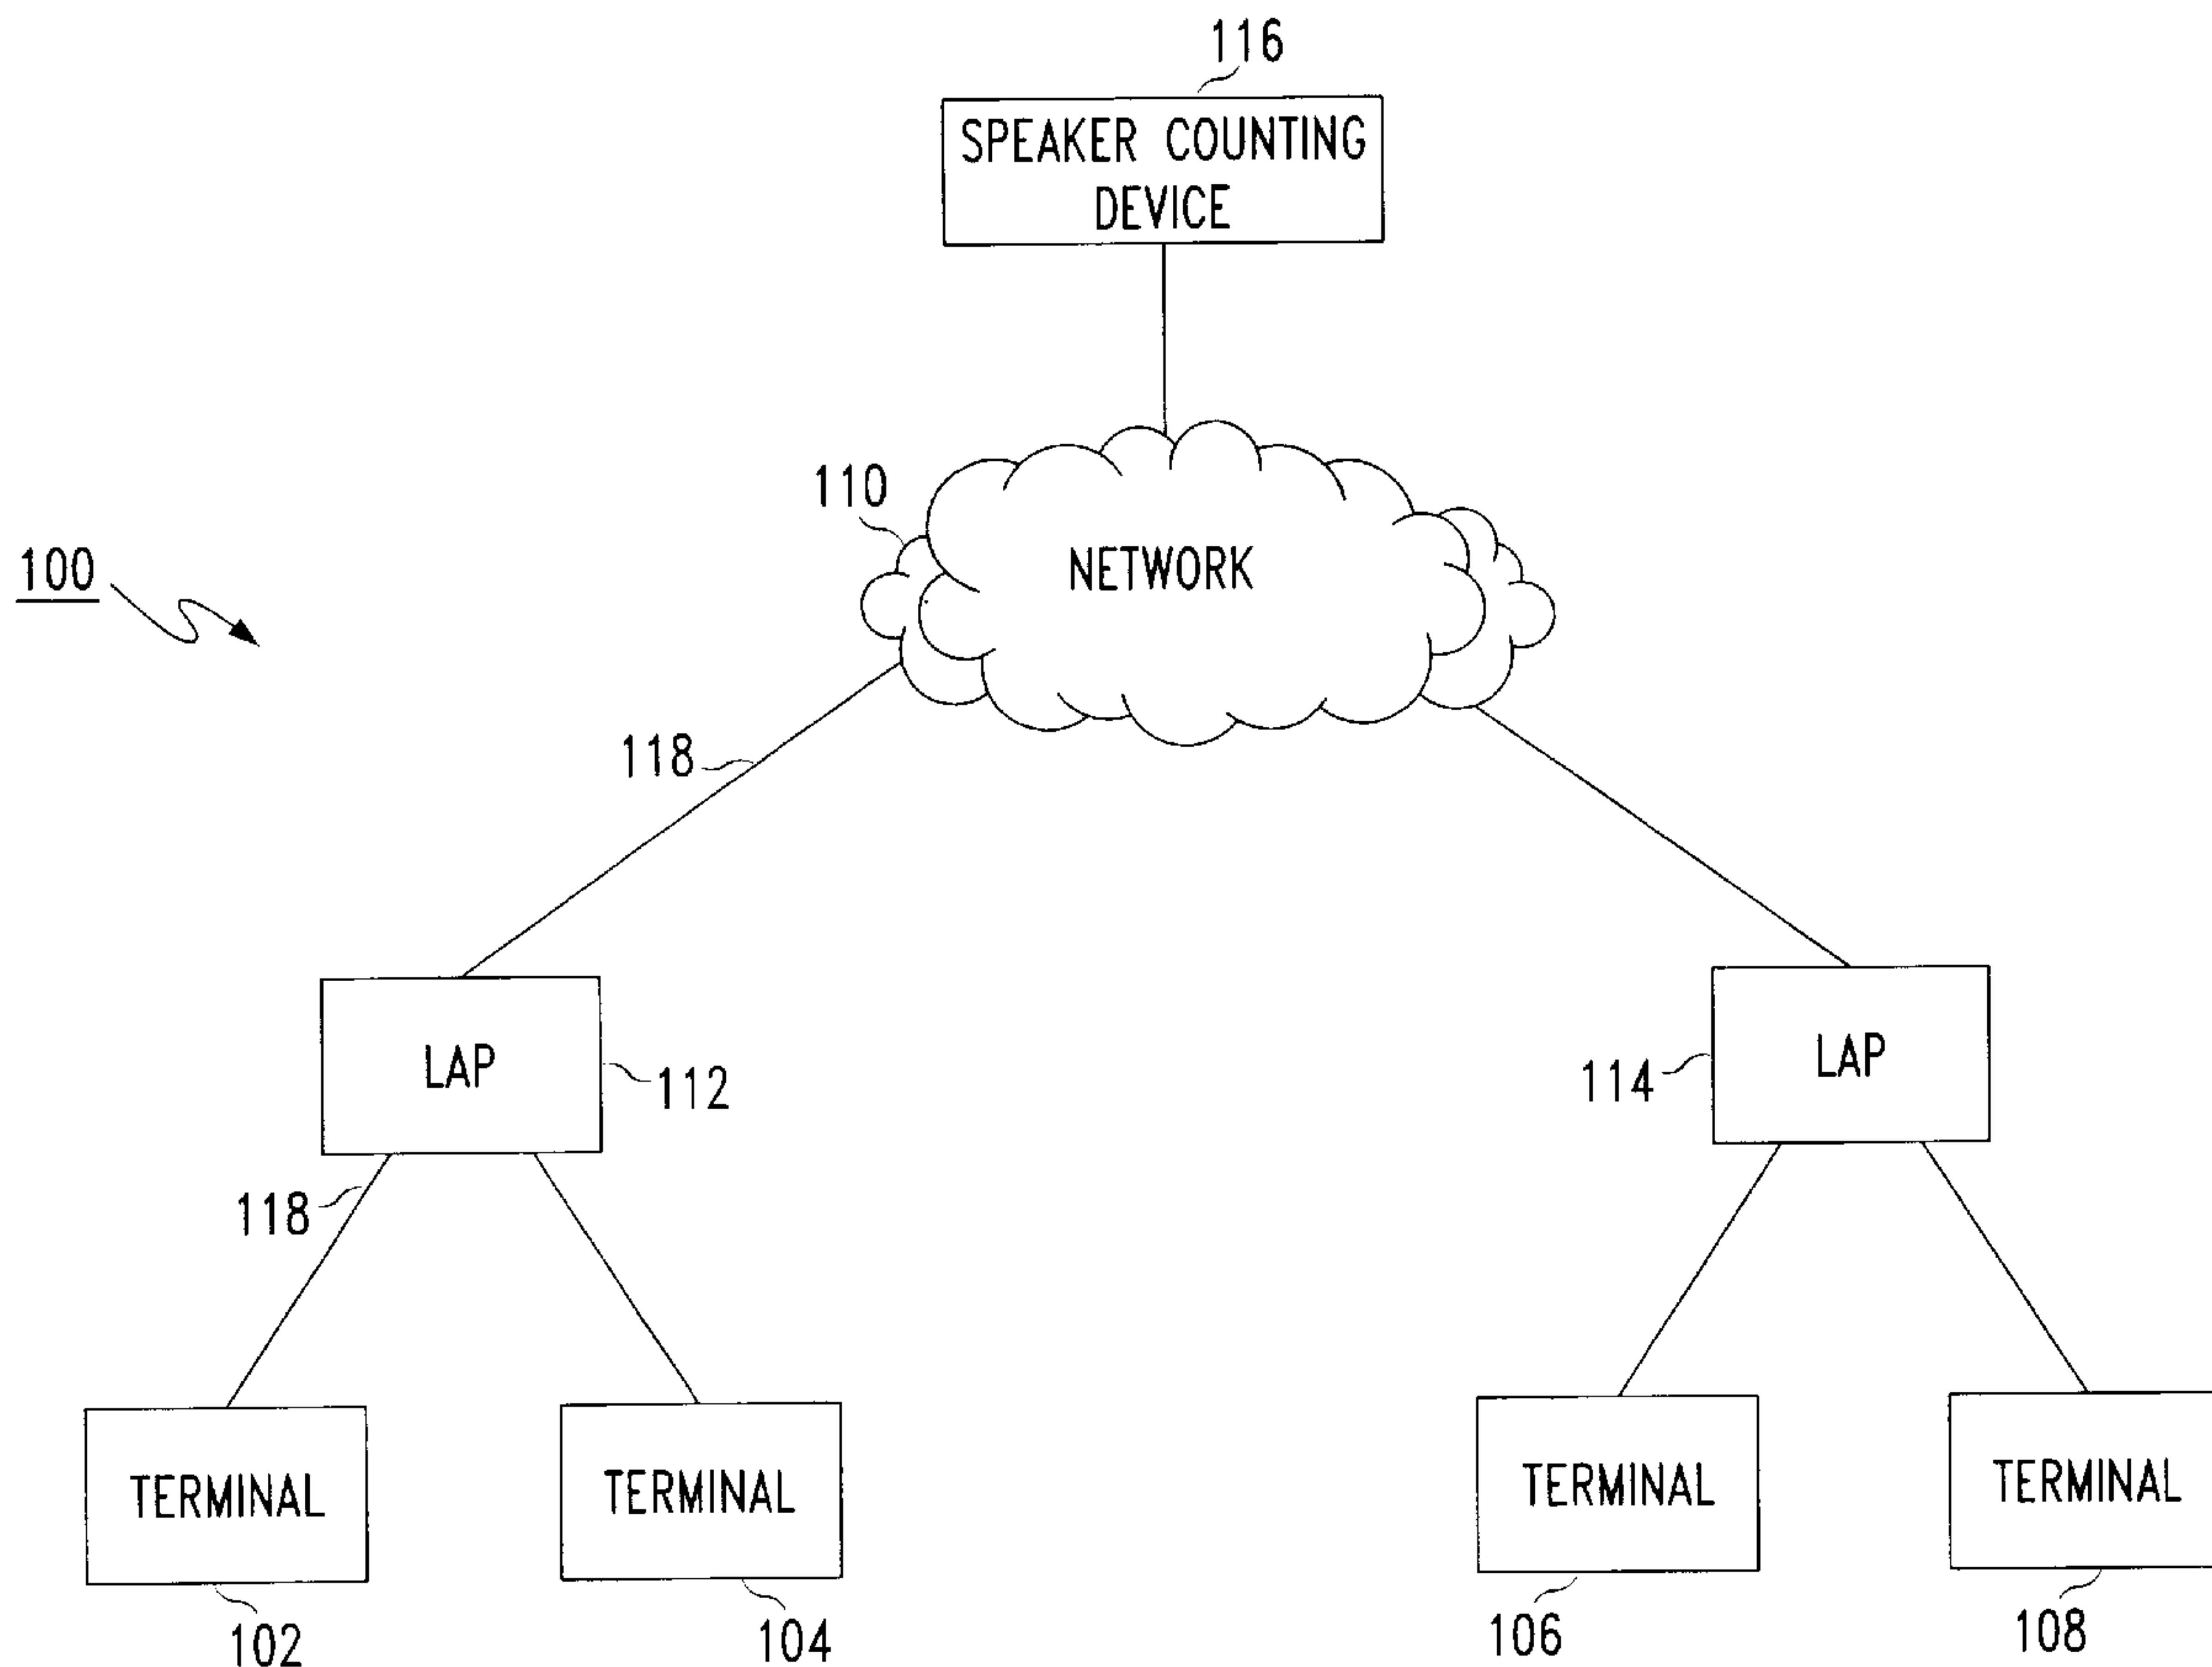 116
SPEAKER COUNTING
DEVICE
110
NETWORK
100
118
LAP
112
114
LAP
118
TERMINAL
TERMINAL
TERMINAL
TERMINAL
102
104
106
108